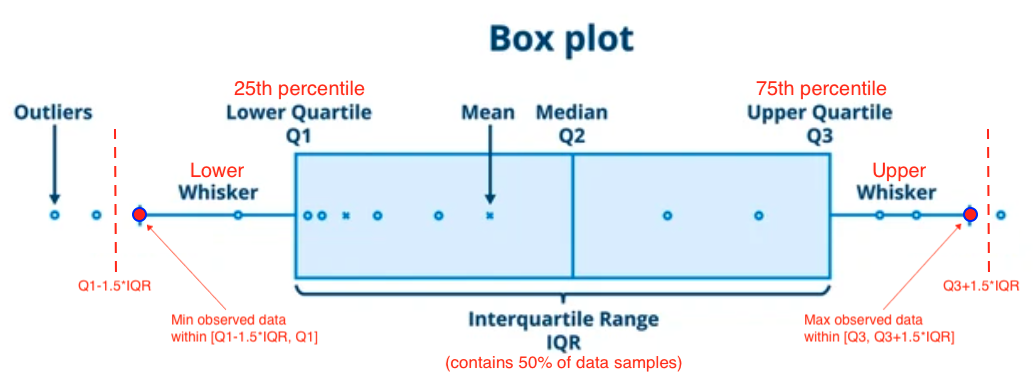 Box plot
25th percentile
75th percentile
Outliers
Lower Quartile
Q1
Mean
Median
Q2
Upper Quartile
Q3
Lower
Whisker
Upper
Whisker
Q1-1.5*IQR
Q3+1.5*IQR
Min observed data
within [Q1-1.5*IQR, Q1]
Max observed data
within [Q3, Q3+1.5*IQR]
Interquartile Range
IQR
(contains 50% of data samples)